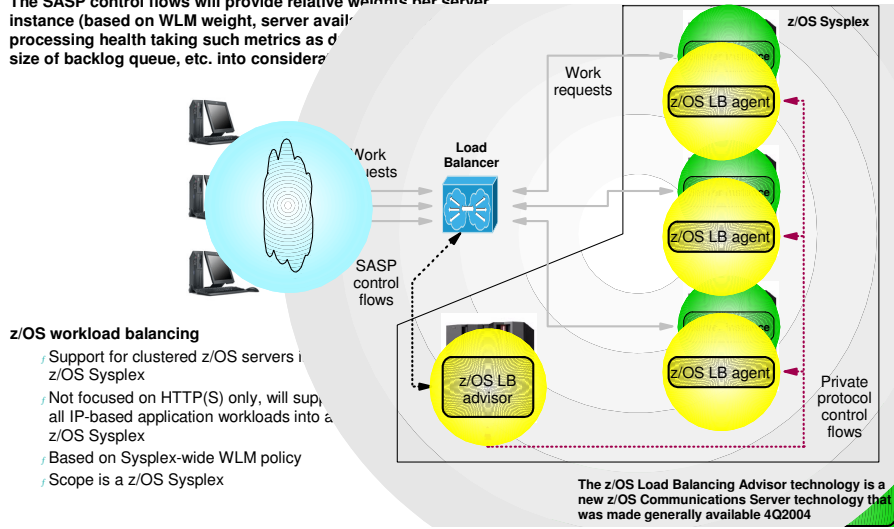 The SASP control flows will provide relative weights per server
instance (based on WLM weight, server
processing health taking such metrics as
size of backlog queue, etc. into
z/OS Sysplex
Work
requests
z/OS LB agent
Load
Balancer
Work
z/OS LB agent
SASP
control
flows
z/OS workload balancing
Support for clustered z/OS servers
z/OS Sysplex
Not focused on HTTP(S) only, will
all IP-based application workloads into
z/OS Sysplex
Based on Sysplex-wide WLM policy
Scope is a z/OS Sysplex
z/OS LB
advisor
z/OS LB agent
Private
protocol
control
flows
The z/OS Load Balancing Advisor technology is a
new z/OS Communications Server technology that
was made generally available 4Q2004